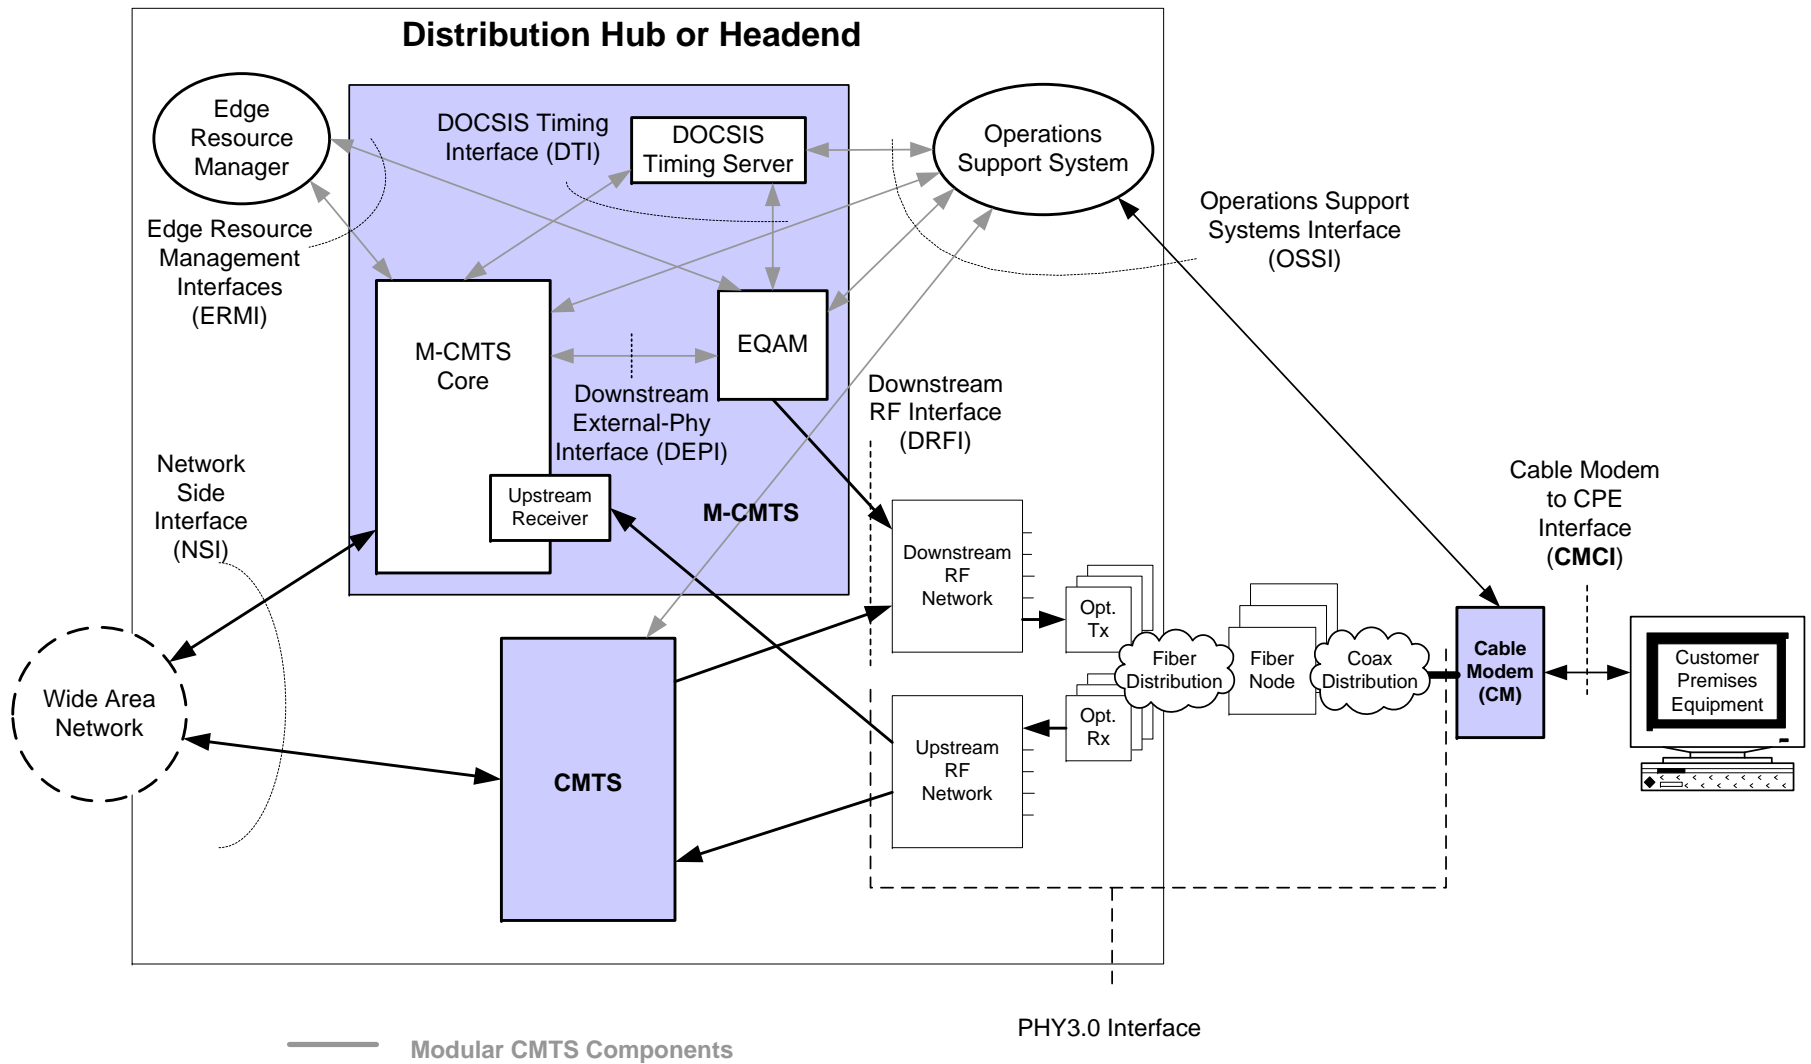 Distribution Hub or Headend
Edge
Resource
Manager
DOCSIS Timing
Interface (DTI)
DOCSIS
Timing Server
Operations
Support System
Edge Resource
Management
Interfaces
(ERMI)
Operations Support
Systems Interface
(OSSI)
M-CMTS
Core
EQAM
Downstream
External-Phy
Interface (DEPI)
Downstream
RF Interface
(DRFI)
Network
Side
Interface
(NSI)
Upstream
Receiver
M-CMTS
Cable Modem
to CPE
Interface
(CMCI)
Downstream
RF
Network
Opt.
Tx
Fiber
Distribution
Fiber
Node
Coax
Distribution
Cable
Modem
(CM)
Customer
Premises
Equipment
Wide Area
Network
CMTS
Upstream
RF
Network
Opt.
Rx
PHY3.0 Interface
Modular CMTS Components